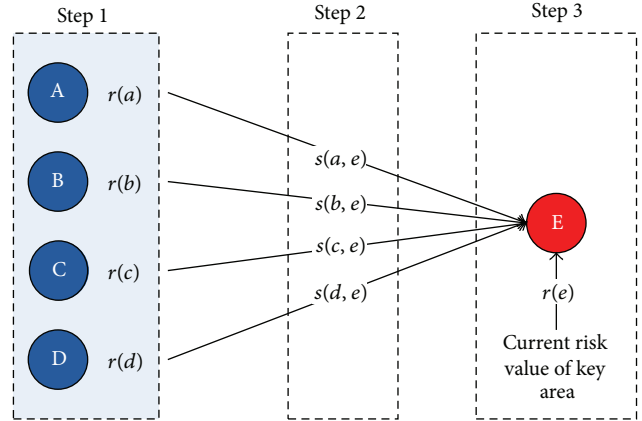 Step 1
Step 2
Step 3
A
r(a)
s(a, e)
B
r(b)
s(b, e)
E
C
r(c)
s(c, e)
s(d, e)
r(e)
D
r(d)
Current risk
value of key
area